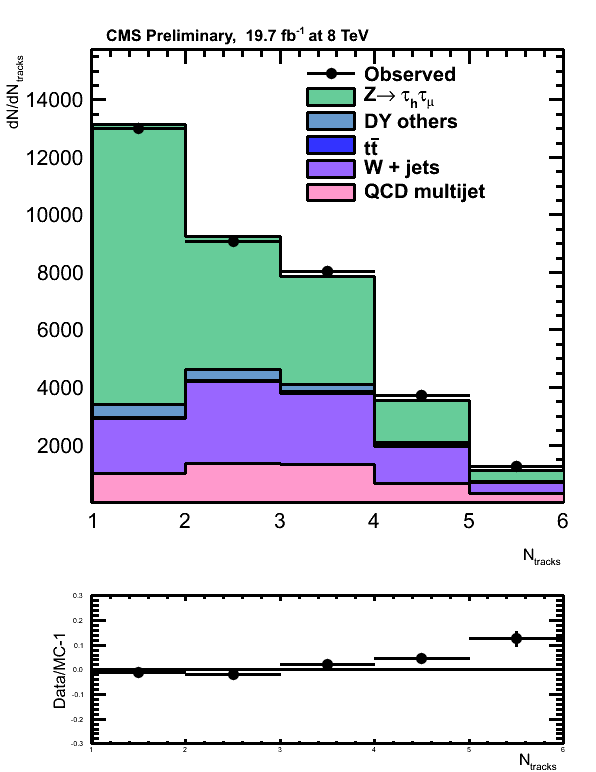 CMS Preliminary, 19.7 fb⁻¹ at 8 TeV
dN/dN_tracks
14000
12000
10000
8000
6000
4000
2000
Observed
Z→ τ_h τ_μ
DY others
tt̄
W + jets
QCD multijet
1 2 3 4 5 6
N_tracks
Data/MC-1
0.3
0.2
0.1
0.0
-0.1
-0.2
-0.3
1 2 3 4 5 6
N_tracks